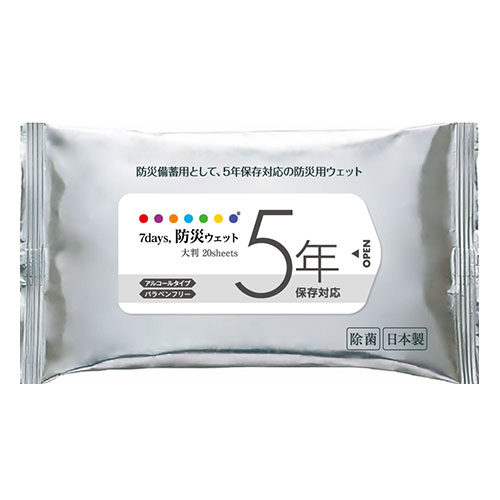 防災備蓄用として、5年保存対応の防災用ウェット
7days, 防災ウェット
大判 20sheets
アルコールタイプ
パラベンフリー
5年
保存対応
OPEN
除菌 日本製